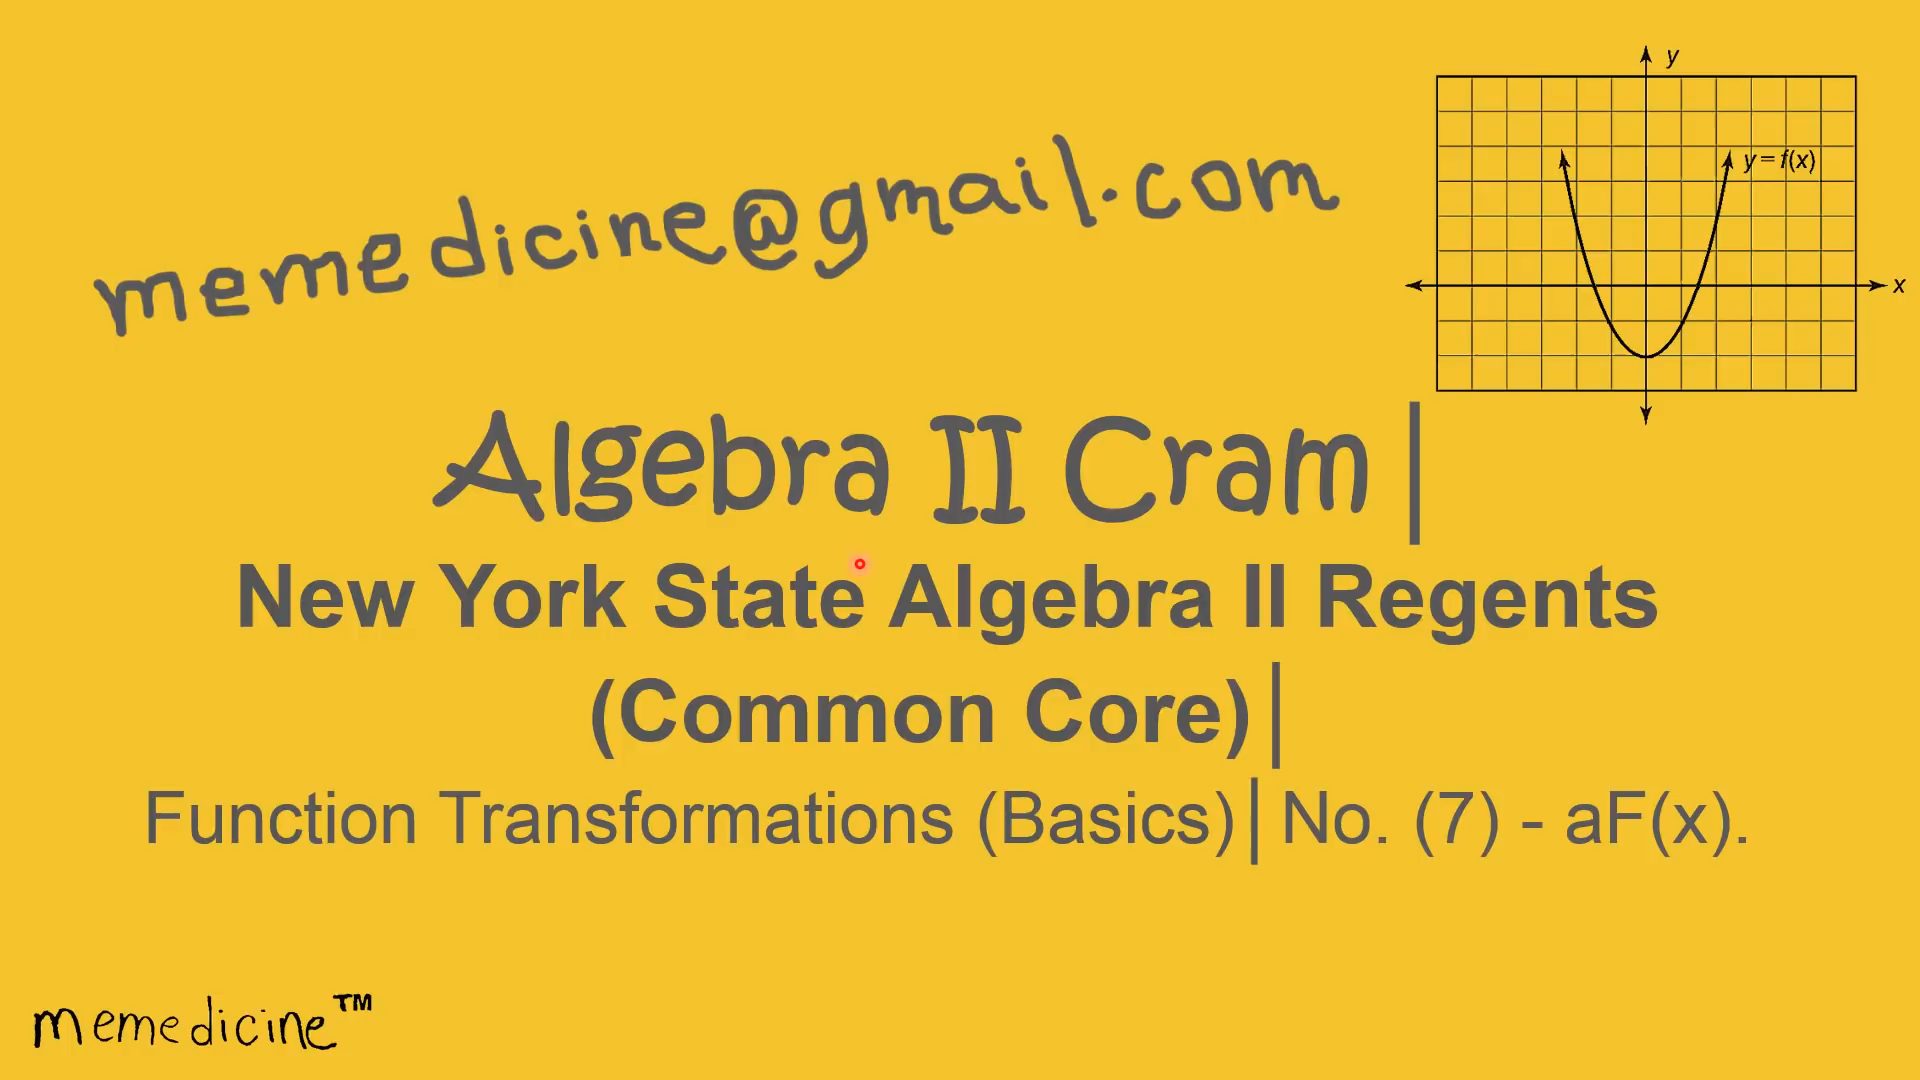 y
y = f(x)
x
memedicine@gmail.com
Algebra II Cram|
New York State Algebra II Regents
(Common Core)|
Function Transformations (Basics)|No. (7) - aF(x).
memedicine™